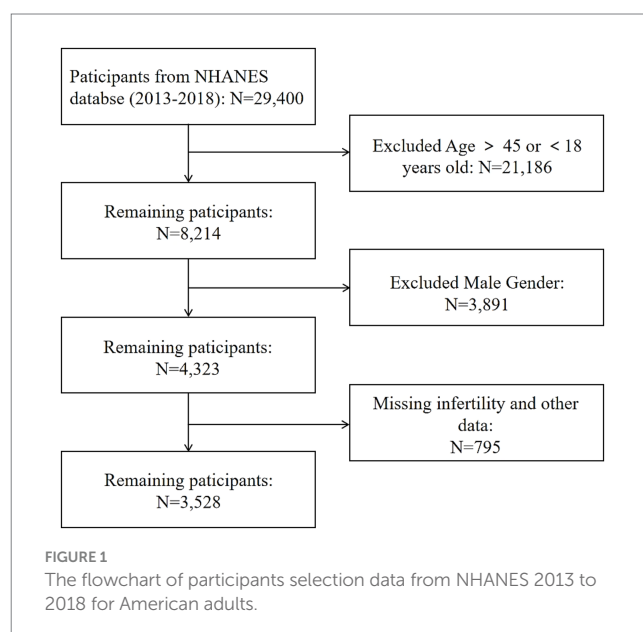 Paticipants from NHANES
databse (2013-2018): N=29,400
Excluded Age > 45 or < 18
years old: N=21,186
Remaining paticipants:
N=8,214
Excluded Male Gender:
N=3,891
Remaining paticipants:
N=4,323
Missing infertility and other
data:
N=795
Remaining paticipants:
N=3,528
FIGURE 1
The flowchart of participants selection data from NHANES 2013 to
2018 for American adults.